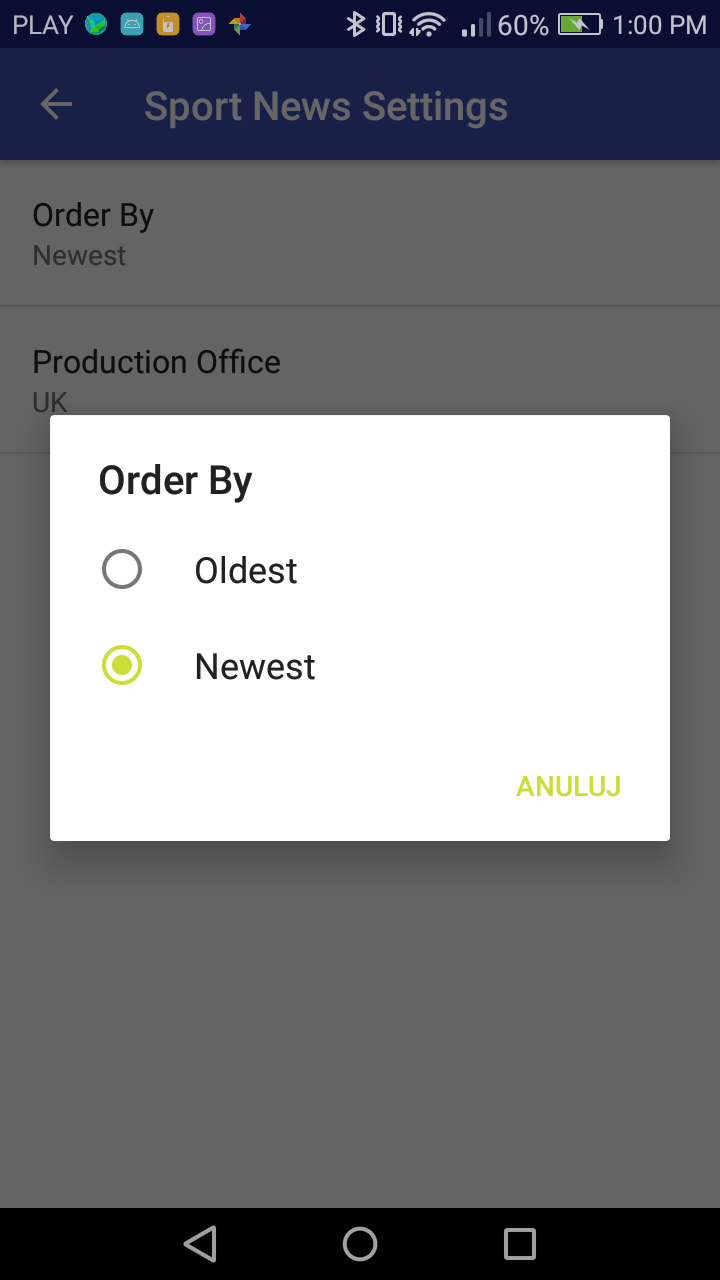 PLAY 60% 1:00 PM
Sport News Settings
Order By
Newest
Production Office
UK
Order By
Oldest
Newest
ANULUJ